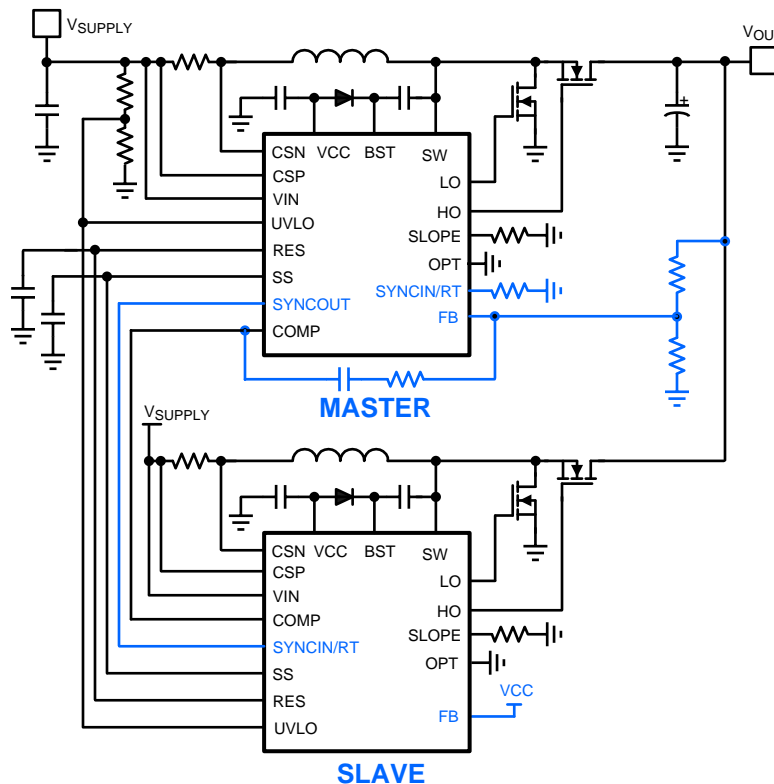 VSUPPLY
VOUT
CSN
VCC
BST
SW
CSP
LO
VIN
HO
UVLO
SLOPE
RES
OPT
SS
SYNCIN/RT
SYNCOUT
FB
COMP
MASTER
VSUPPLY
CSN
VCC
BST
SW
CSP
LO
VIN
HO
COMP
SLOPE
SYNCIN/RT
OPT
SS
VCC
RES
FB
UVLO
SLAVE